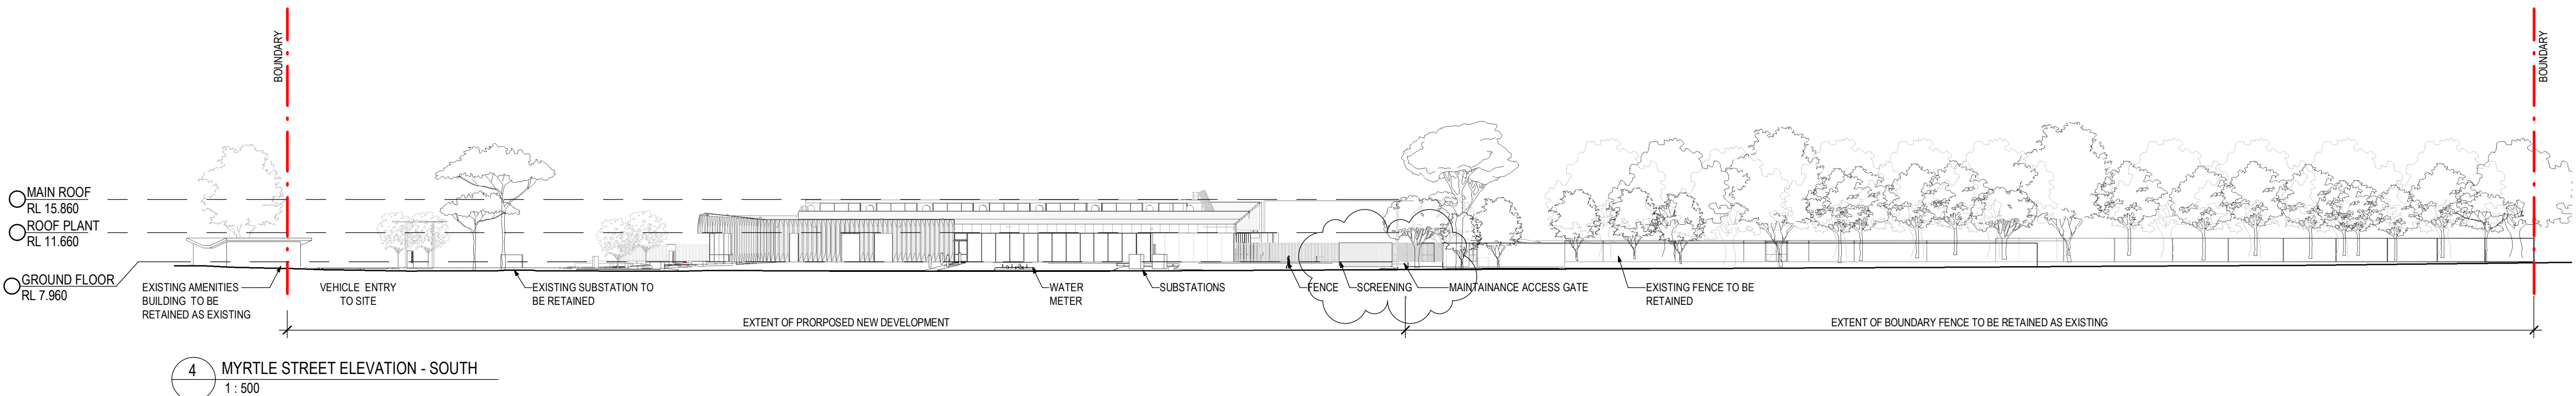 BOUNDARY
BOUNDARY
MAIN ROOF
RL 15.860
ROOF PLANT
RL 11.660
GROUND FLOOR
RL 7.960
EXISTING AMENITIES
BUILDING TO BE
RETAINED AS EXISTING
VEHICLE ENTRY
TO SITE
EXISTING SUBSTATION TO
BE RETAINED
WATER
METER
SUBSTATIONS
FENCE
SCREENING
MAINTAINANCE ACCESS GATE
EXISTING FENCE TO BE
RETAINED
EXTENT OF PRORPOSED NEW DEVELOPMENT
EXTENT OF BOUNDARY FENCE TO BE RETAINED AS EXISTING
4
MYRTLE STREET ELEVATION - SOUTH
1 : 500